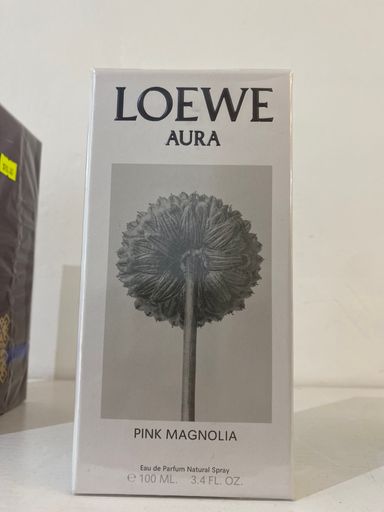 LOEWE
AURA
PINK MAGNOLIA
Eau de Parfum Natural Spray
℮ 100 ML. 3.4 FL. OZ.